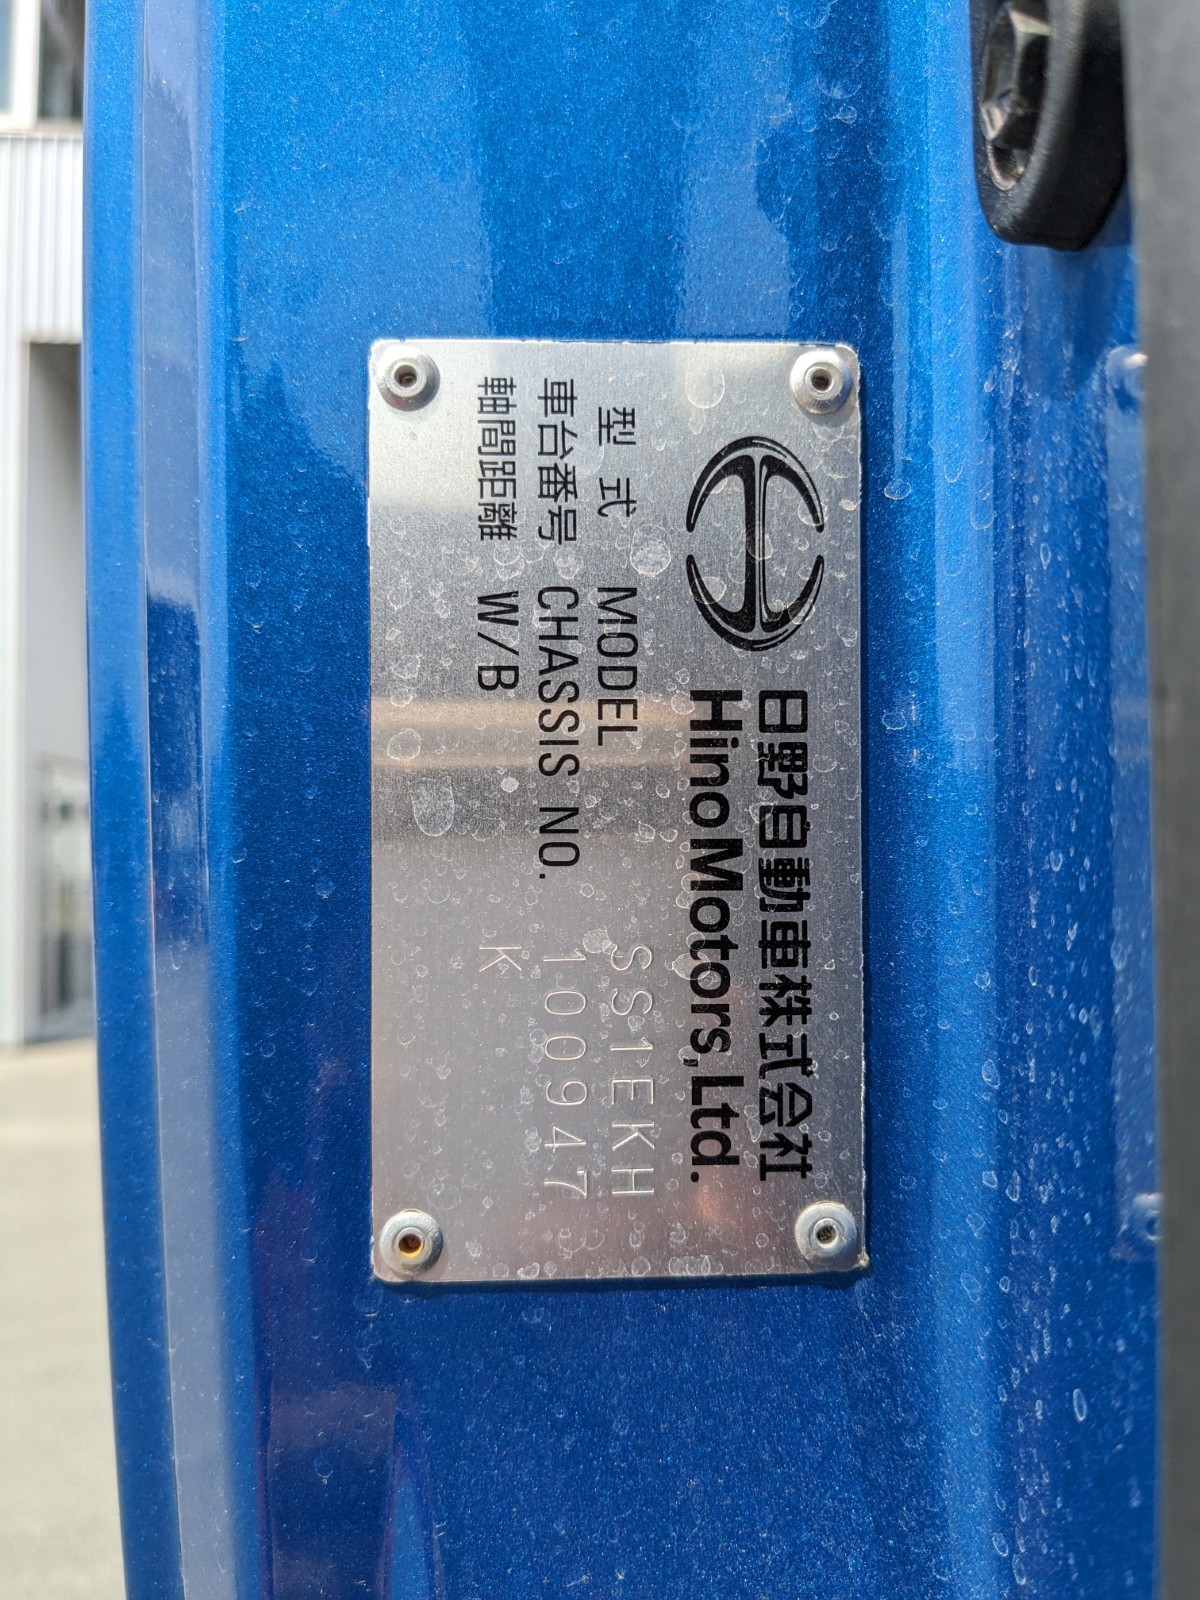 日野自動車株式会社
Hino Motors, Ltd.
型式 MODEL SS1EKH
車台番号 CHASSIS NO. 100947
軸間距離 W/B K